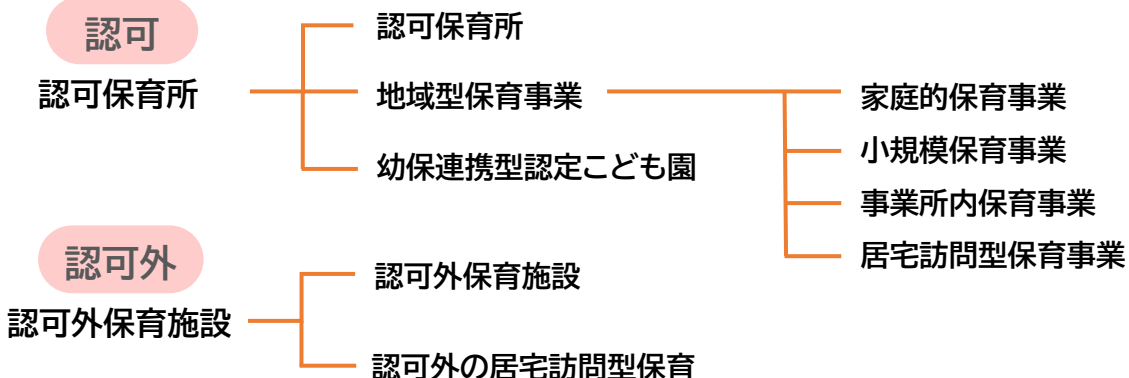 認可
認可保育所
認可保育所
地域型保育事業
幼保連携型認定こども園
家庭的保育事業
小規模保育事業
事業所内保育事業
居宅訪問型保育事業
認可外
認可外保育施設
認可外保育施設
認可外の居宅訪問型保育